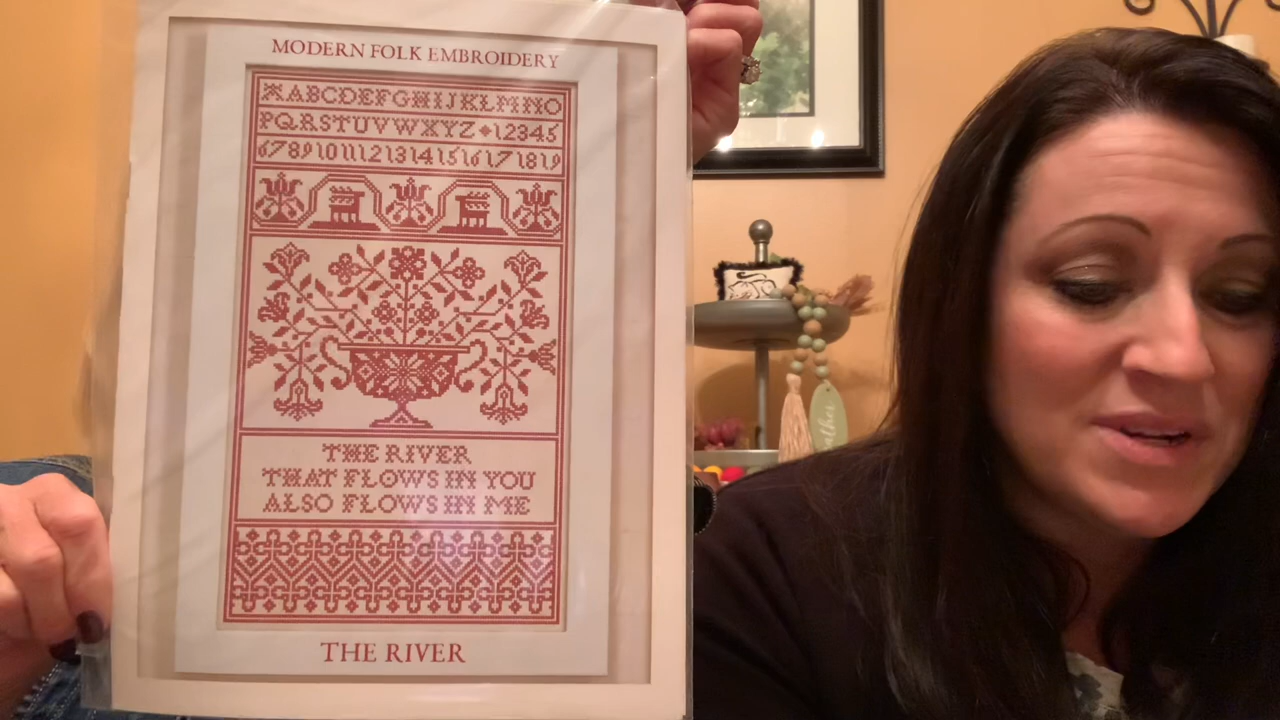 MODERN FOLK EMBROIDERY
ABCDEFGHIJKLMNO
PQRSTUVWXYZ 12345
6789101112131415161718 19
THE RIVER
THAT FLOWS IN YOU
ALSO FLOWS IN ME
THE RIVER